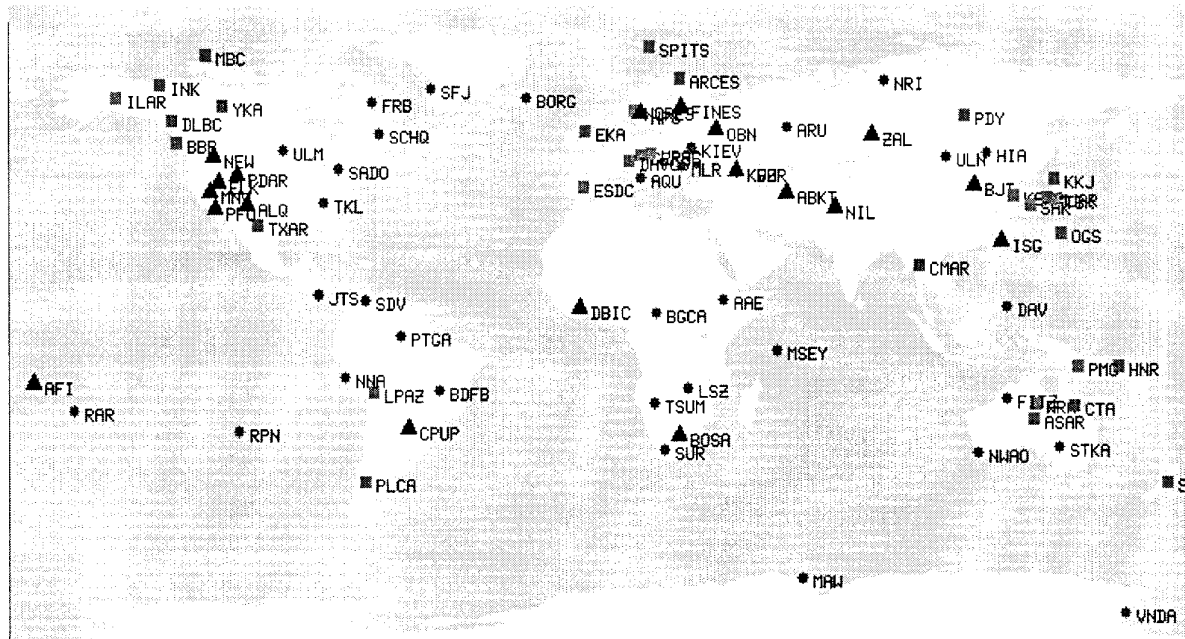 SPITS
MBC
ARCES
NRI
INK
SFJ
ILAR
BORG
FRB
YKA
FINES
PDY
DLBC
EKA
OBN
ARU
SCHQ
ZAL
BBB
KIEV
HIA
ULM
ULN
NEW
MLR
SADO
PDAR
AQU
KKJ
ESDC
BJT
ABKT
MNV
TKL
ALQ
NIL
PFO
SAR
TXAR
OGS
ISG
CMAR
JTS
SDV
AAE
DAV
DBIC
BGCA
PTGA
MSEY
PMG
HNR
NNA
AFI
LPAZ
BDFB
LSZ
TSUM
CTA
RAR
ASAR
CPUP
RPN
BOSA
SUR
STKA
NWAO
PLCA
S
MAW
VNDA